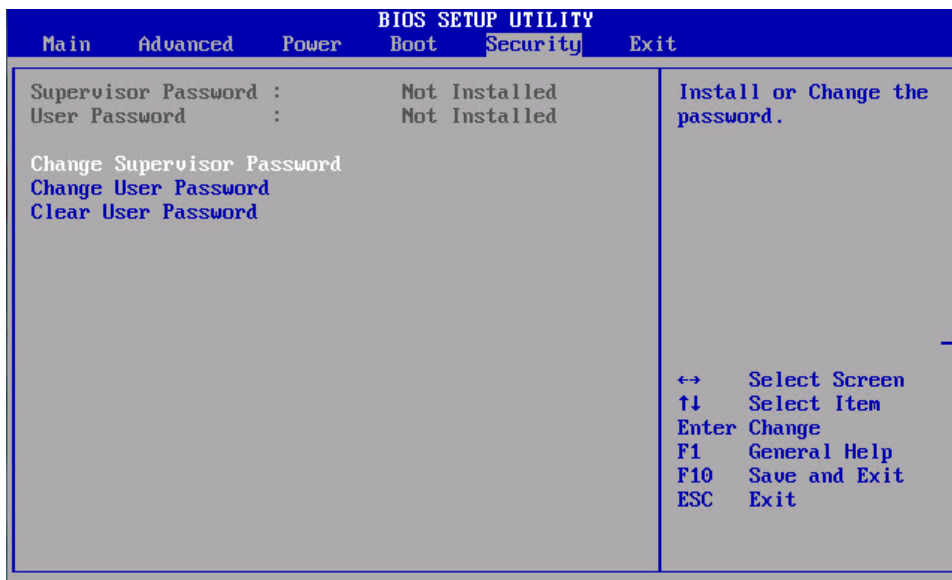 BIOS SETUP UTILITY
Main Advanced Power Boot Security Exit
Supervisor Password : Not Installed
User Password : Not Installed
Change Supervisor Password
Change User Password
Clear User Password
Install or Change the
password.
←→ Select Screen
↑↓ Select Item
Enter Change
F1 General Help
F10 Save and Exit
ESC Exit